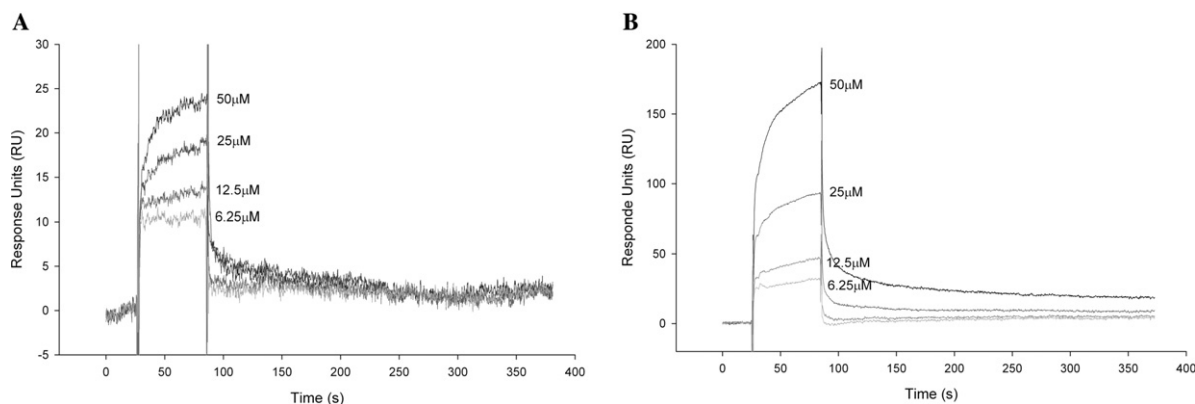 A
Response Units (RU)
30
25
20
15
10
5
0
-5
50μM
25μM
12.5μM
6.25μM
0 50 100 150 200 250 300 350 400
Time (s)
B
Responde Units (RU)
200
150
100
50
0
50μM
25μM
12.5μM
6.25μM
0 50 100 150 200 250 300 350 400
Time (s)